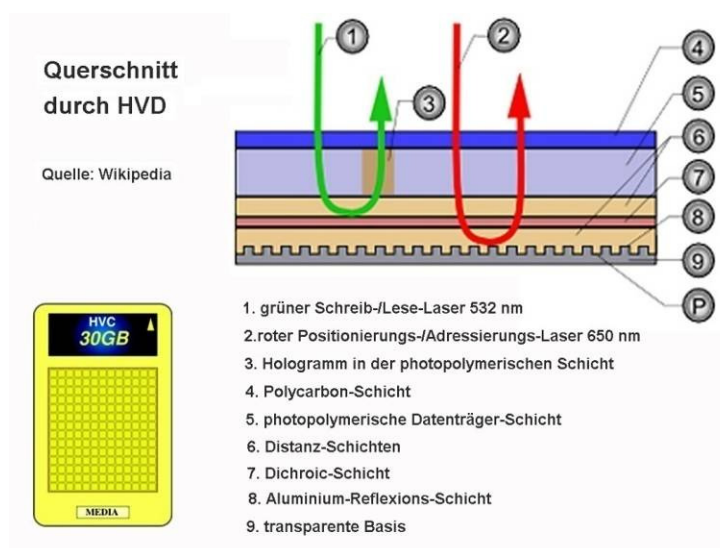 Querschnitt
durch HVD
Quelle: Wikipedia
1
2
3
4
5
6
7
8
9
P
HVC
30GB
MEDIA
1. grüner Schreib-/Lese-Laser 532 nm
2.roter Positionierungs-/Adressierungs-Laser 650 nm
3. Hologramm in der photopolymerischen Schicht
4. Polycarbon-Schicht
5. photopolymerische Datenträger-Schicht
6. Distanz-Schichten
7. Dichroic-Schicht
8. Aluminium-Reflexions-Schicht
9. transparente Basis